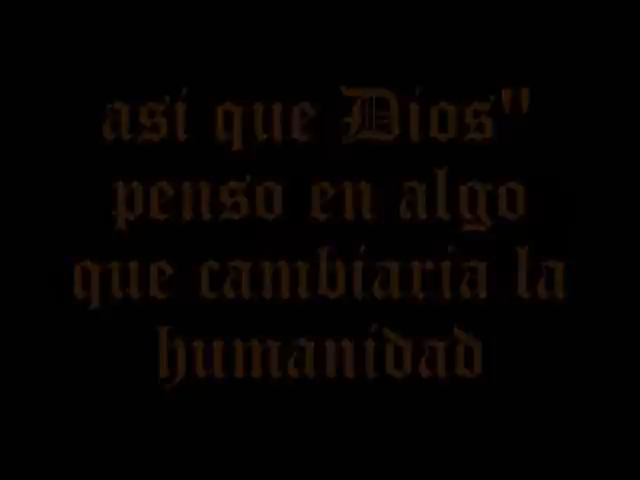 asi que Dios"
penso en algo
que cambiaria la
humanidad